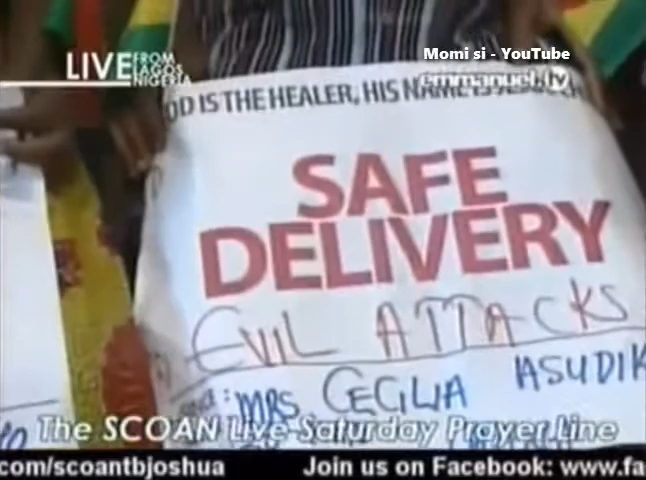 LIVE FROM LAGOS NIGERIA
Momi si - YouTube
emmanuel.tv
OD IS THE HEALER, HIS NAME IS
SAFE
DELIVERY
EVIL ATTACKS
MRS CECILIA ASUDIK
The SCOAN Live Saturday Prayer Line
com/scoantbjoshua Join us on Facebook: www.fa